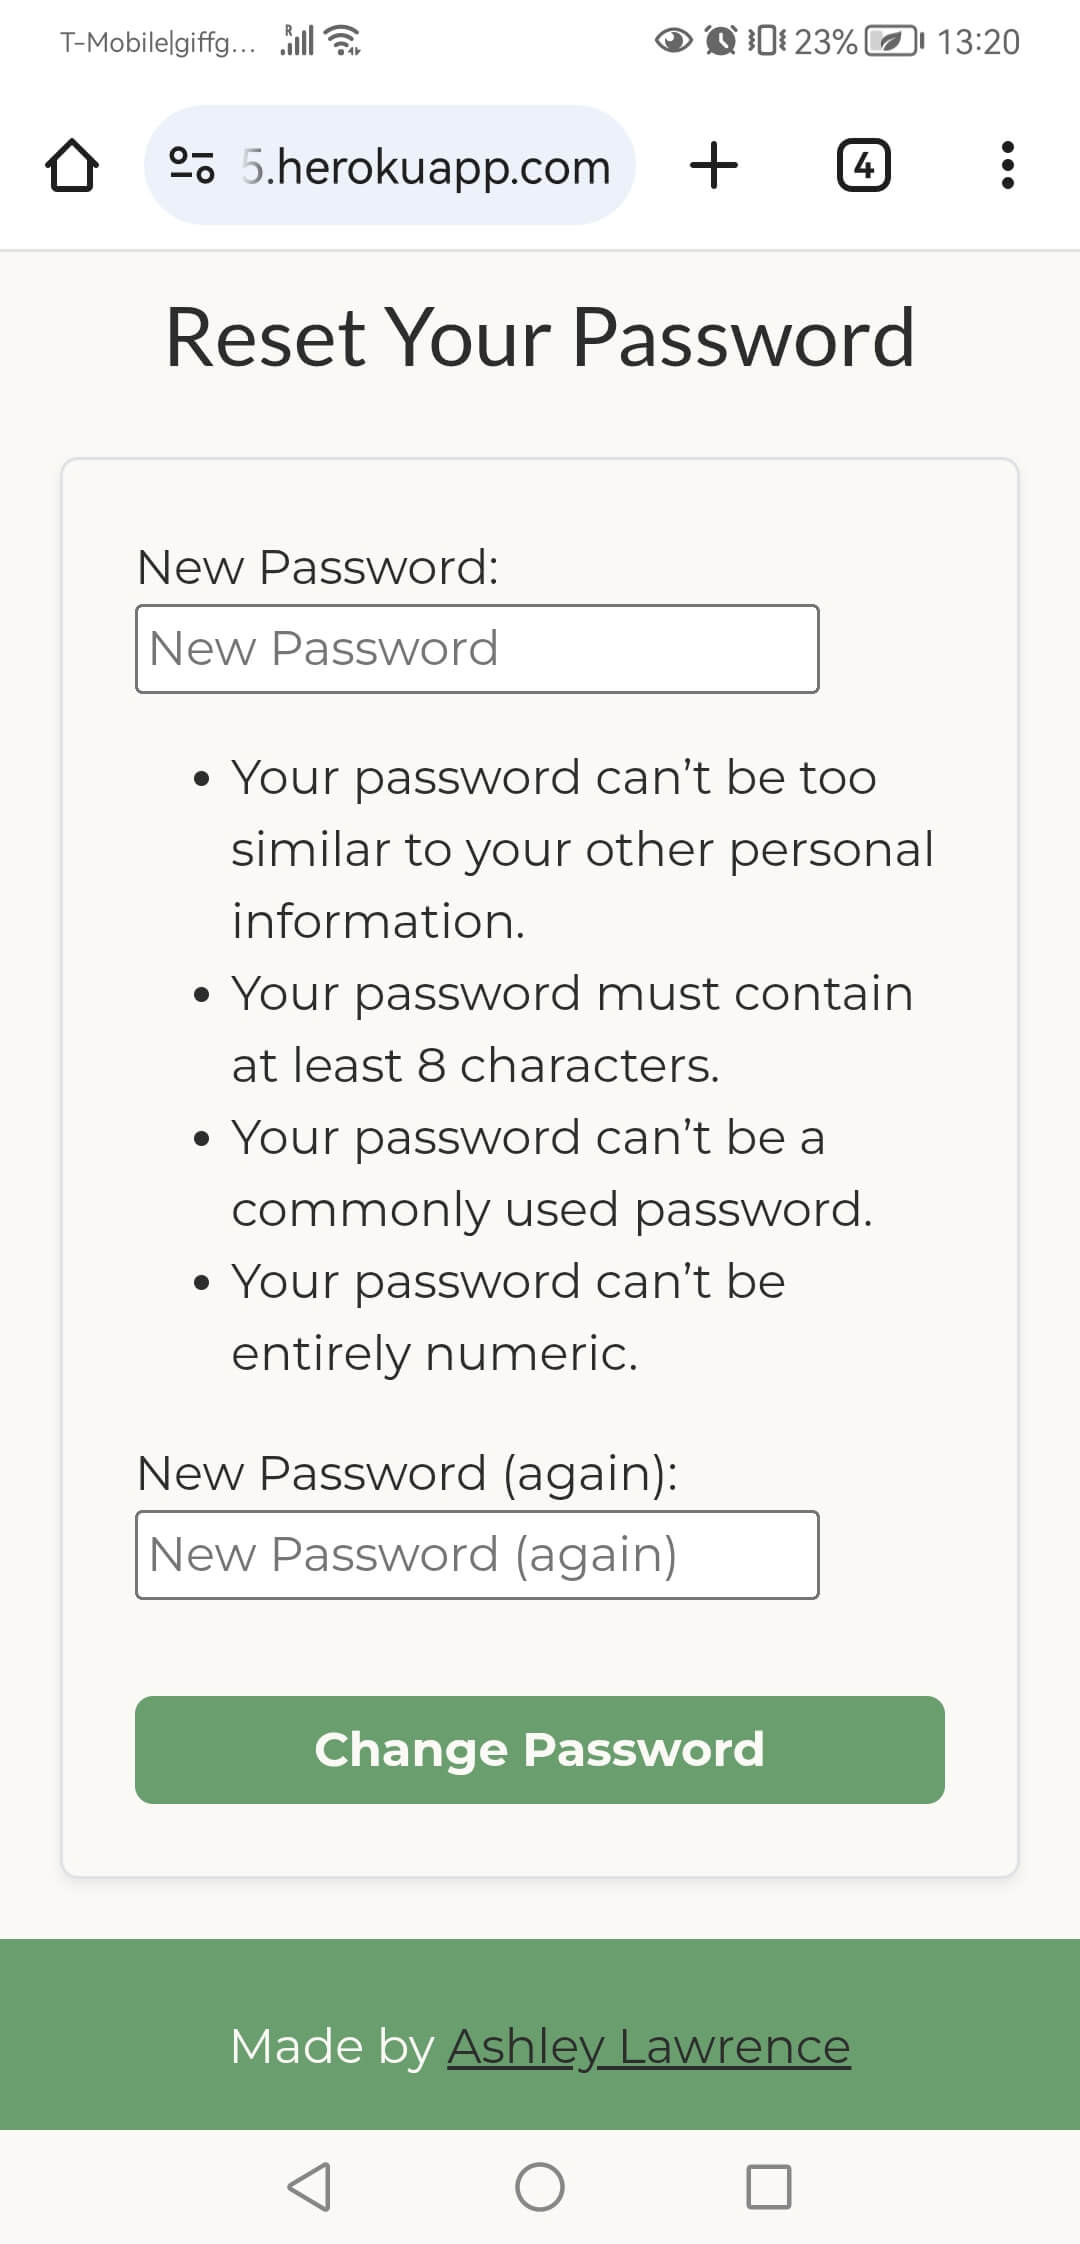 T-Mobile|giffg...
23%
13:20
5.herokuapp.com
4
Reset Your Password
New Password:
New Password
• Your password can’t be too
similar to your other personal
information.
• Your password must contain
at least 8 characters.
• Your password can’t be a
commonly used password.
• Your password can’t be
entirely numeric.
New Password (again):
New Password (again)
Change Password
Made by Ashley Lawrence